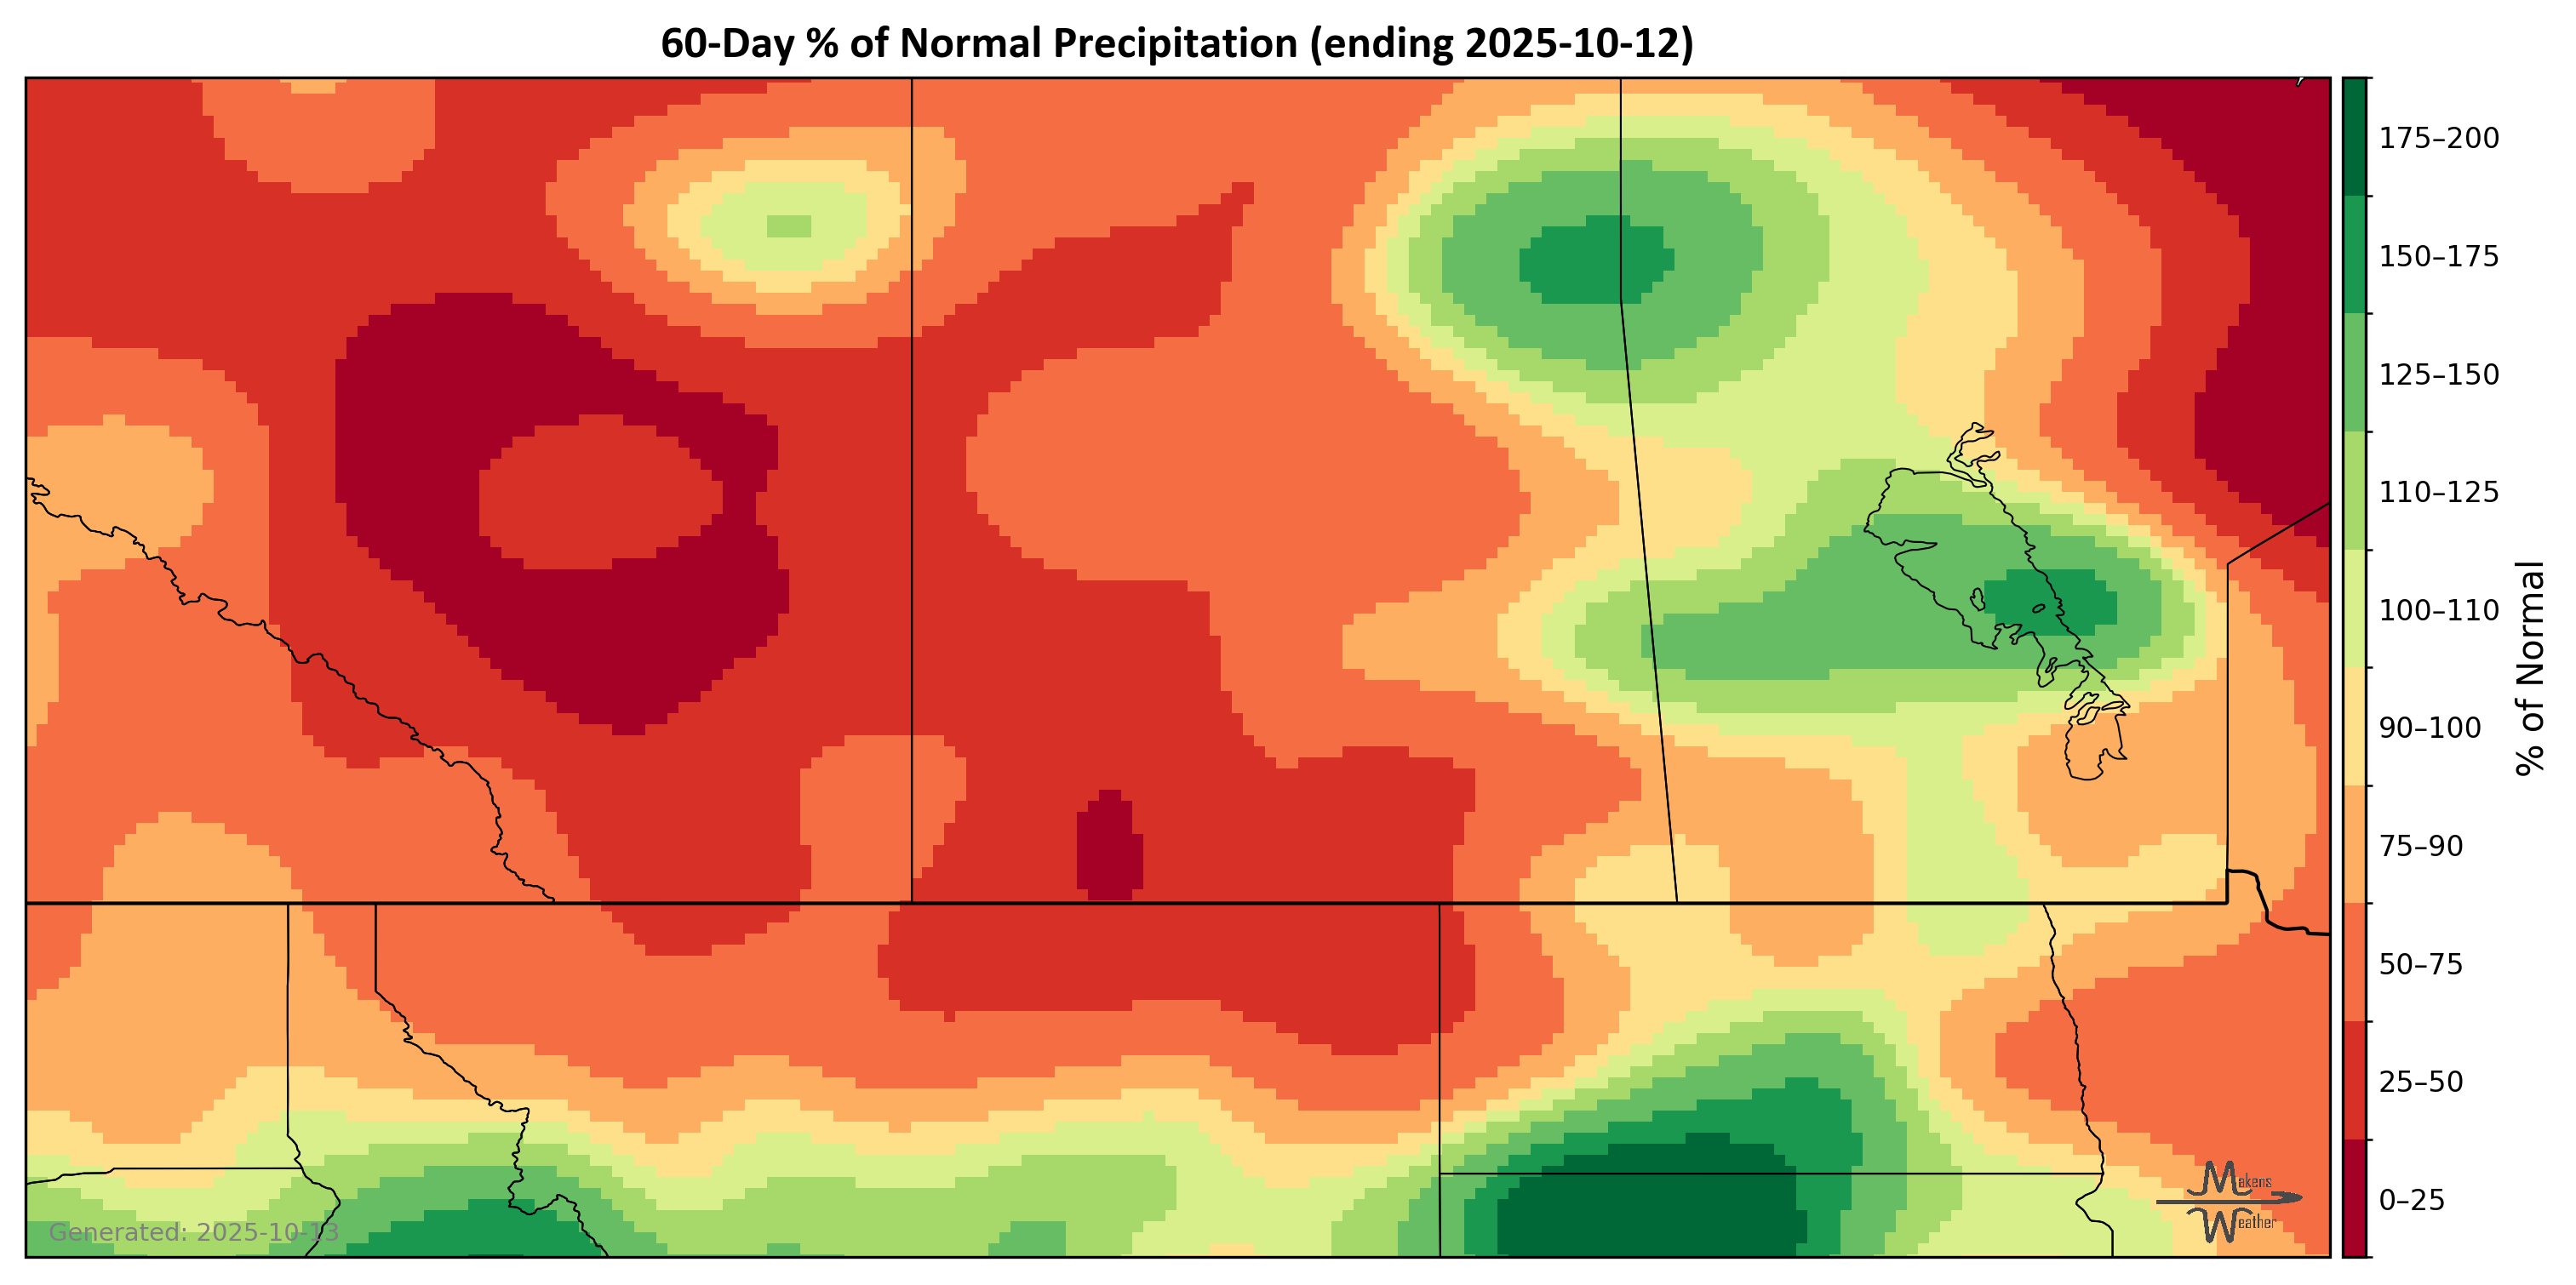 60-Day % of Normal Precipitation (ending 2025-10-12)
175–200
150–175
125–150
110–125
100–110
90–100
75–90
50–75
25–50
0–25
% of Normal
Generated: 2025-10-13
Makens
Weather